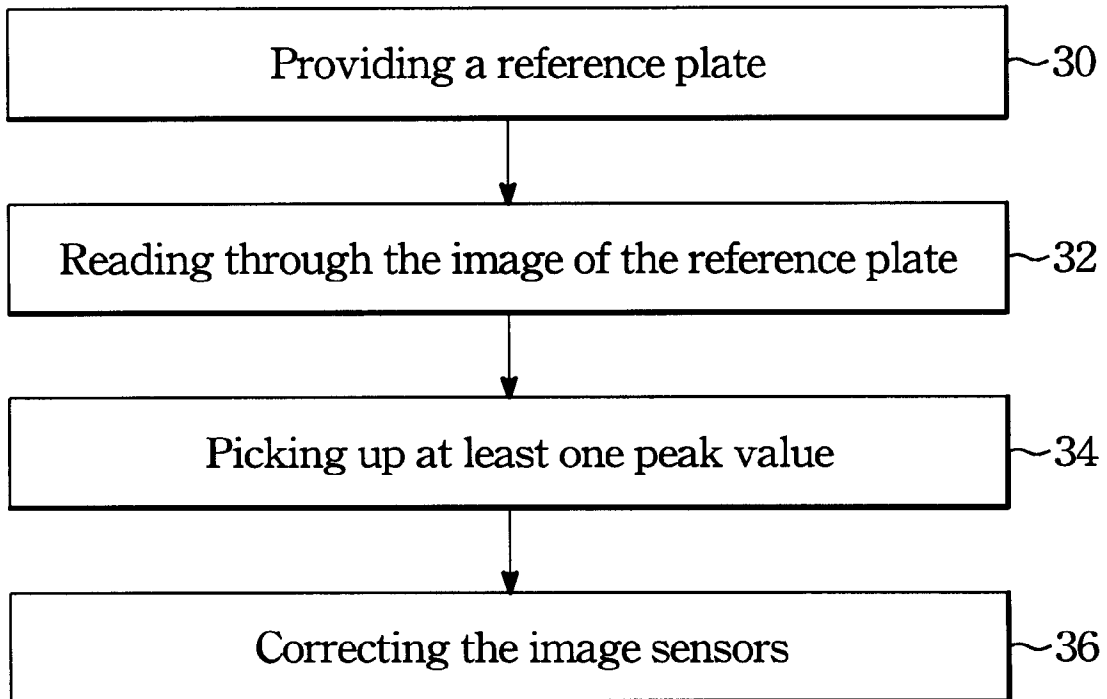 Providing a reference plate 30
Reading through the image of the reference plate 32
Picking up at least one peak value 34
Correcting the image sensors 36